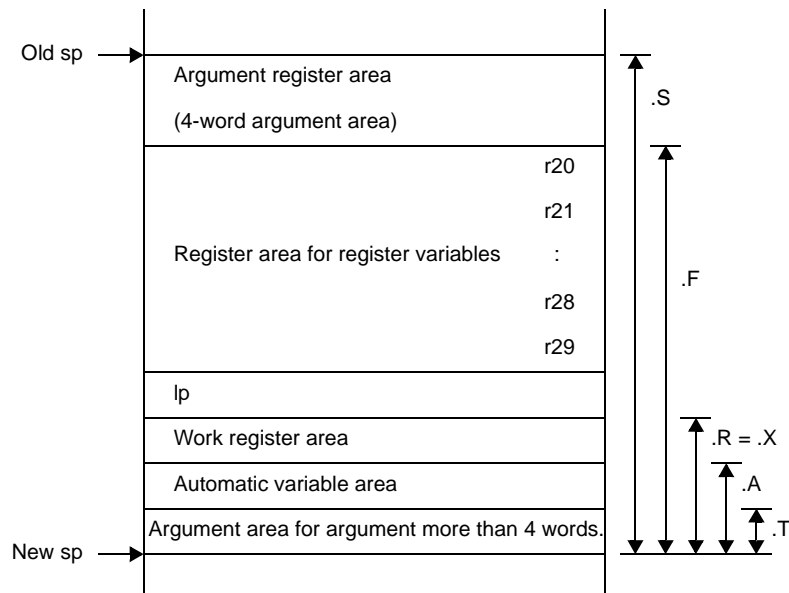 Old sp
Argument register area
.S
(4-word argument area)
r20
r21
Register area for register variables :
.F
r28
r29
lp
Work register area .R = .X
Automatic variable area .A
Argument area for argument more than 4 words. .T
New sp